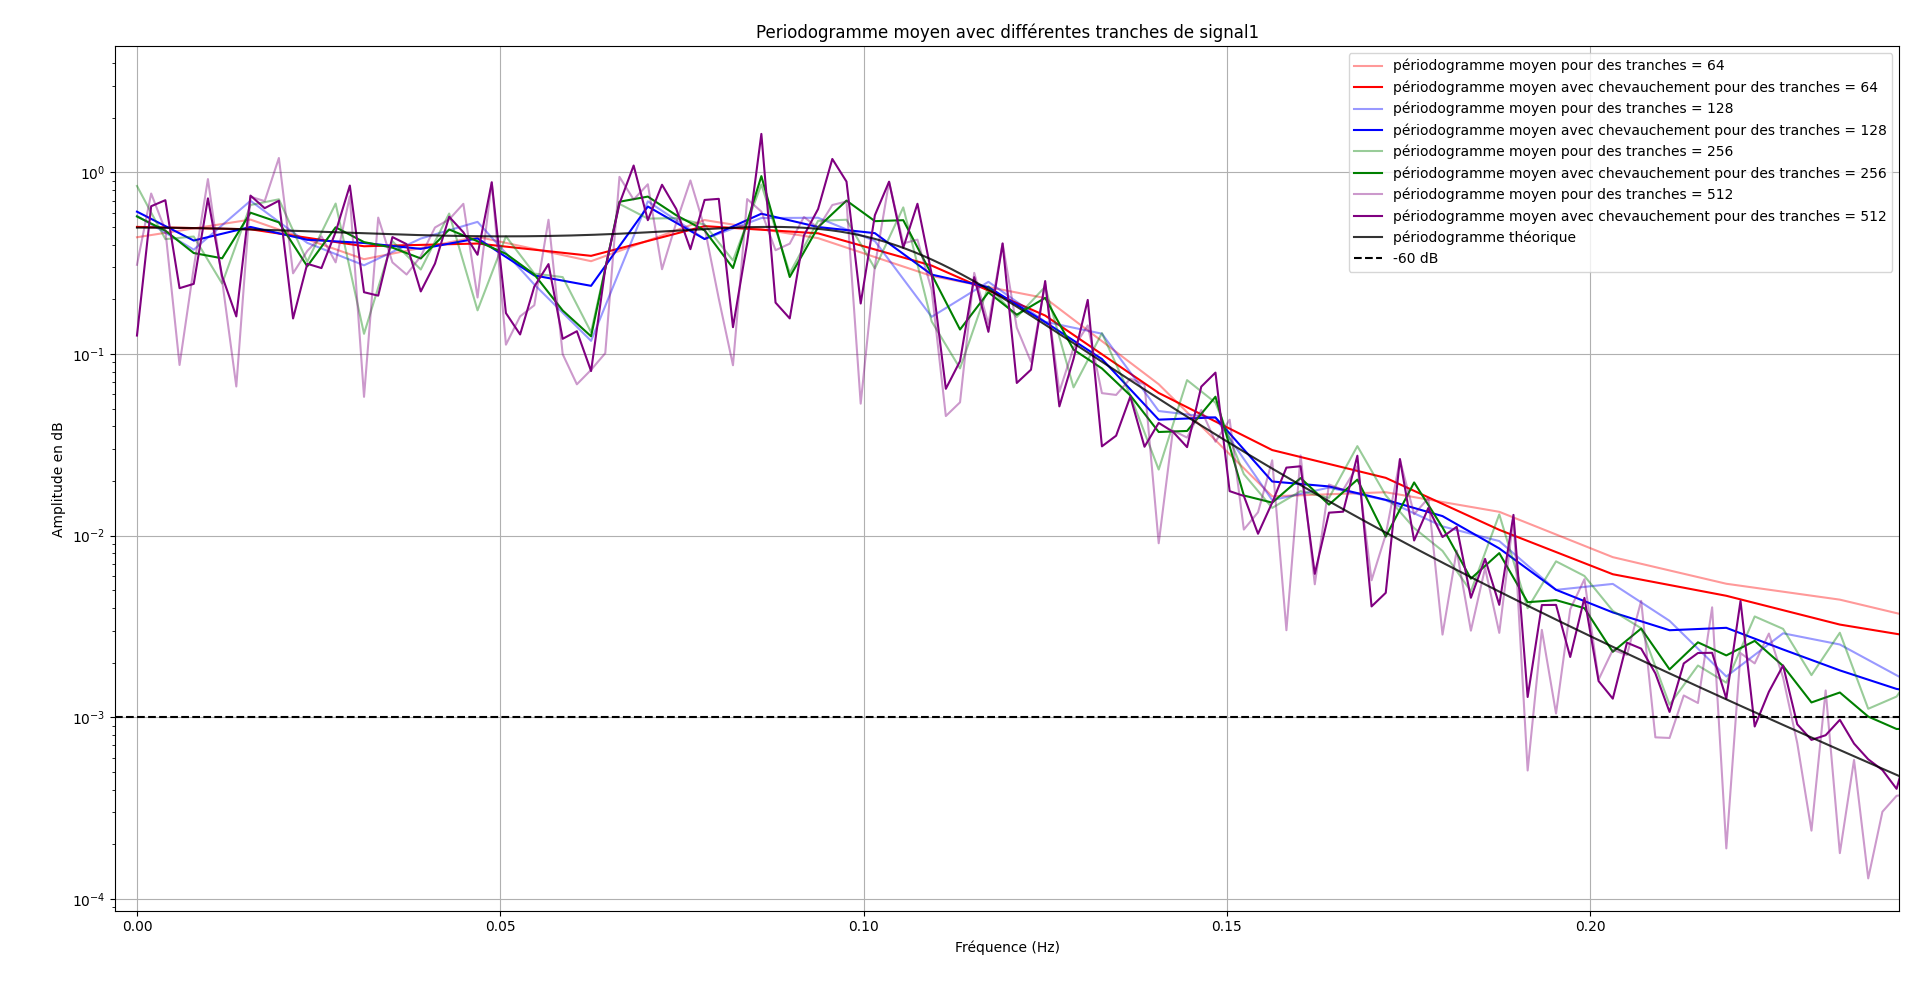 Periodogramme moyen avec différentes tranches de signal1
périodogramme moyen pour des tranches = 64
périodogramme moyen avec chevauchement pour des tranches = 64
périodogramme moyen pour des tranches = 128
périodogramme moyen avec chevauchement pour des tranches = 128
périodogramme moyen pour des tranches = 256
périodogramme moyen avec chevauchement pour des tranches = 256
périodogramme moyen pour des tranches = 512
périodogramme moyen avec chevauchement pour des tranches = 512
périodogramme théorique
-60 dB
Amplitude en dB
10⁰
10⁻¹
10⁻²
10⁻³
10⁻⁴
0.00 0.05 0.10 0.15 0.20
Fréquence (Hz)